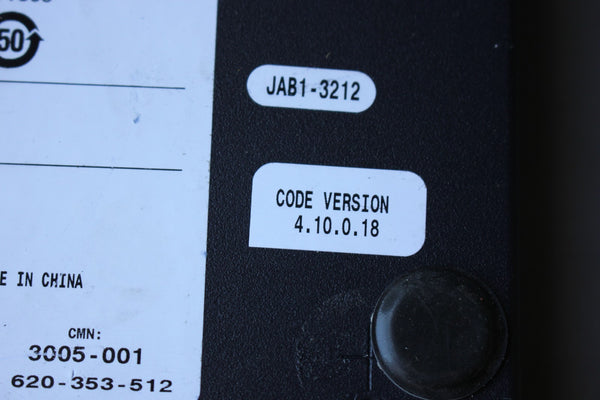 50
JAB1-3212
CODE VERSION
4.10.0.18
E IN CHINA
CMN:
3005-001
620-353-512